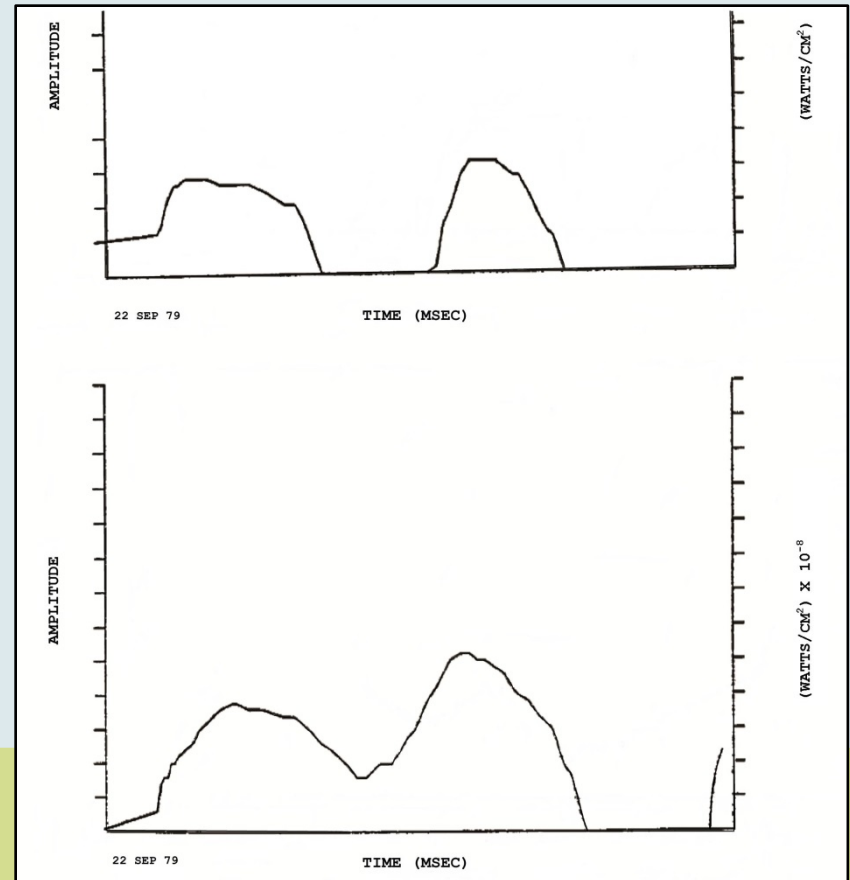 AMPLITUDE
(WATTS/CM²)
22 SEP 79
TIME (MSEC)
AMPLITUDE
(WATTS/CM²) X 10⁻⁸
22 SEP 79
TIME (MSEC)